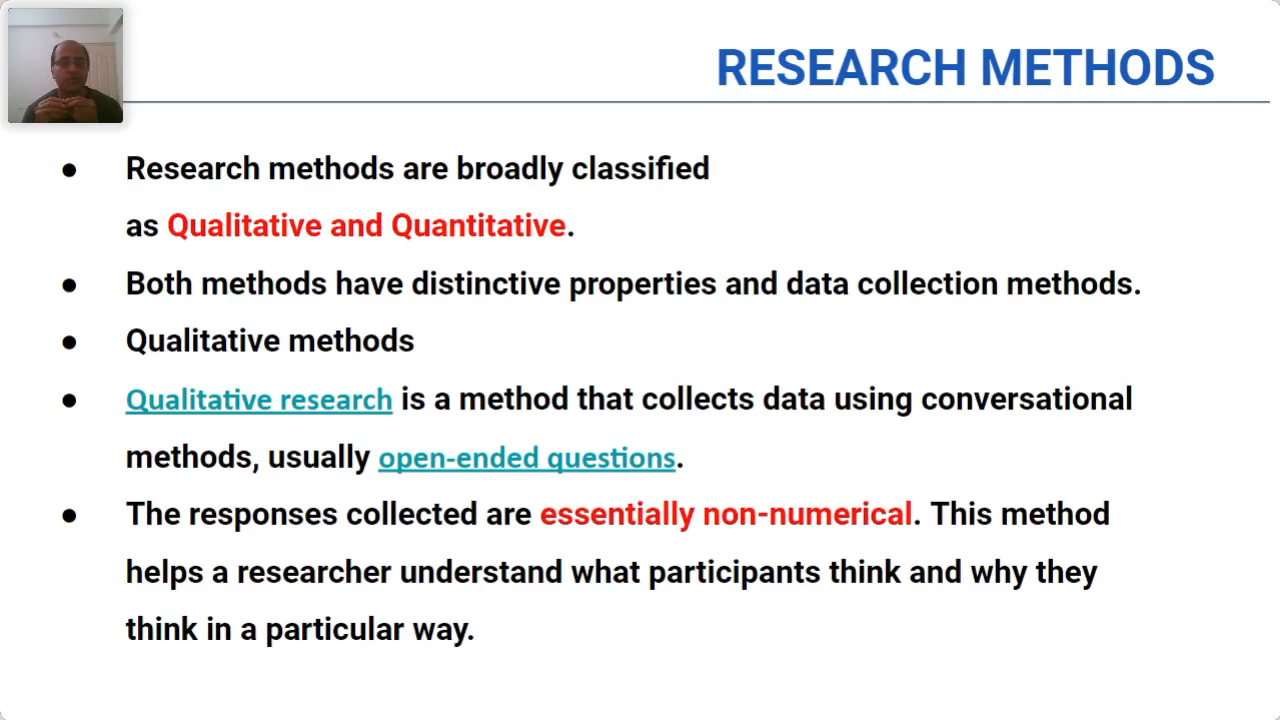 RESEARCH METHODS
● Research methods are broadly classified
as Qualitative and Quantitative.
● Both methods have distinctive properties and data collection methods.
● Qualitative methods
● Qualitative research is a method that collects data using conversational
methods, usually open-ended questions.
● The responses collected are essentially non-numerical. This method
helps a researcher understand what participants think and why they
think in a particular way.